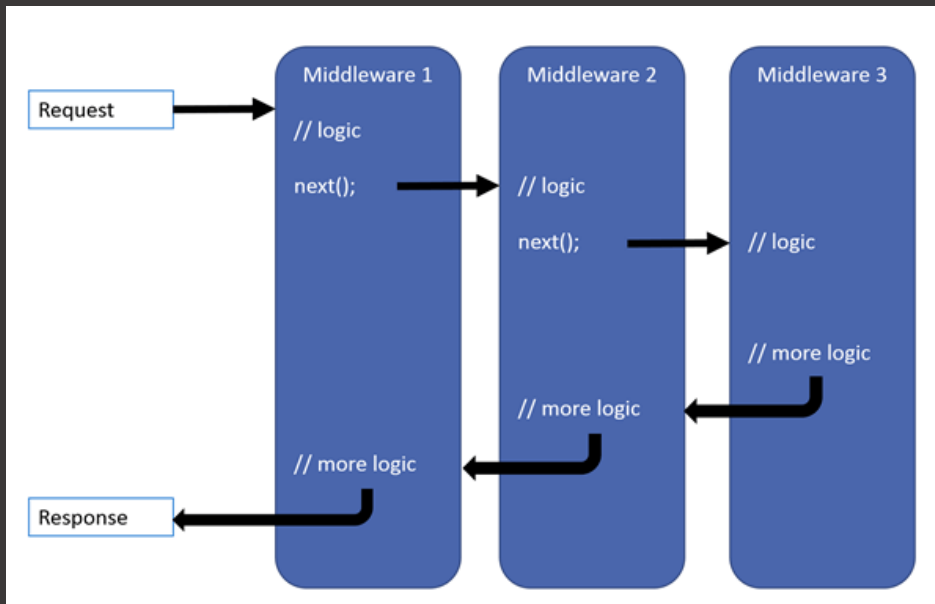 Middleware 1
Middleware 2
Middleware 3
Request
// logic
next();
// logic
next();
// logic
// more logic
// more logic
// more logic
Response